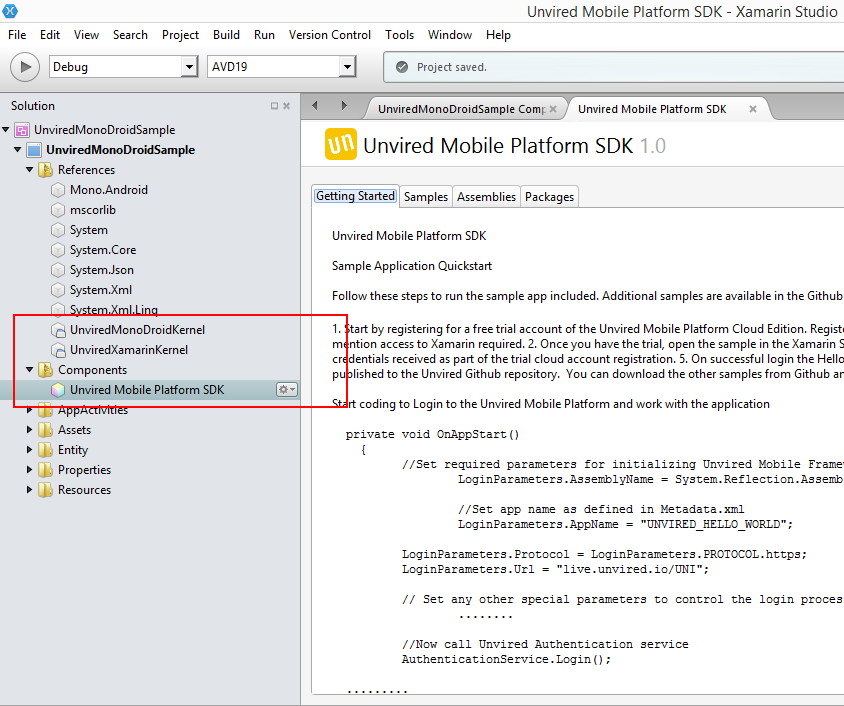 Unvired Mobile Platform SDK - Xamarin Studio
File Edit View Search Project Build Run Version Control Tools Window Help
Debug AVD19 Project saved.
Solution
UnviredMonoDroidSample
UnviredMonoDroidSample
References
Mono.Android
mscorlib
System
System.Core
System.Json
System.Xml
System.Xml.Linq
UnviredMonoDroidKernel
UnviredXamarinKernel
Components
Unvired Mobile Platform SDK
AppActivities
Assets
Entity
Properties
Resources
UnviredMonoDroidSample Comp
Unvired Mobile Platform SDK
un Unvired Mobile Platform SDK 1.0
Getting Started Samples Assemblies Packages
Unvired Mobile Platform SDK
Sample Application Quickstart
Follow these steps to run the sample app included. Additional samples are available in the Github
1. Start by registering for a free trial account of the Unvired Mobile Platform Cloud Edition. Regist
mention access to Xamarin required. 2. Once you have the trial, open the sample in the Xamarin S
credentials received as part of the trial cloud account registration. 5. On successful login the Hello
published to the Unvired Github repository. You can download the other samples from Github an
Start coding to Login to the Unvired Mobile Platform and work with the application
private void OnAppStart()
{
//Set required parameters for initializing Unvired Mobile Framew
LoginParameters.AssemblyName = System.Reflection.Assemb
//Set app name as defined in Metadata.xml
LoginParameters.AppName = "UNVIRED_HELLO_WORLD";
LoginParameters.Protocol = LoginParameters.PROTOCOL.https;
LoginParameters.Url = "live.unvired.io/UNI";
// Set any other special parameters to control the login proces
........
//Now call Unvired Authentication service
AuthenticationService.Login();
.........